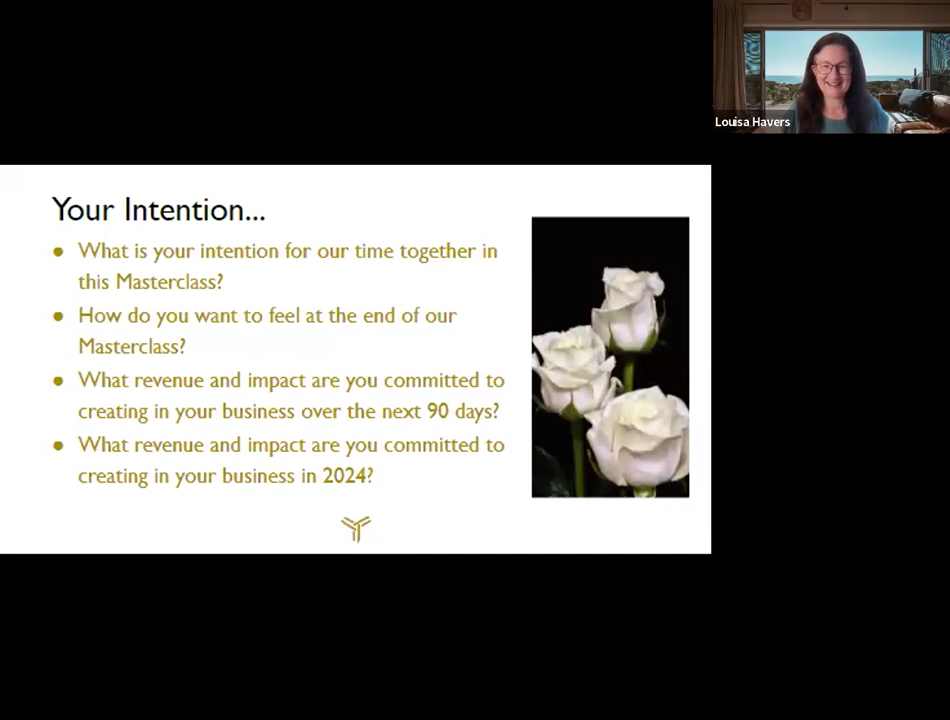 Louisa Havers
Your Intention...
● What is your intention for our time together in
this Masterclass?
● How do you want to feel at the end of our
Masterclass?
● What revenue and impact are you committed to
creating in your business over the next 90 days?
● What revenue and impact are you committed to
creating in your business in 2024?